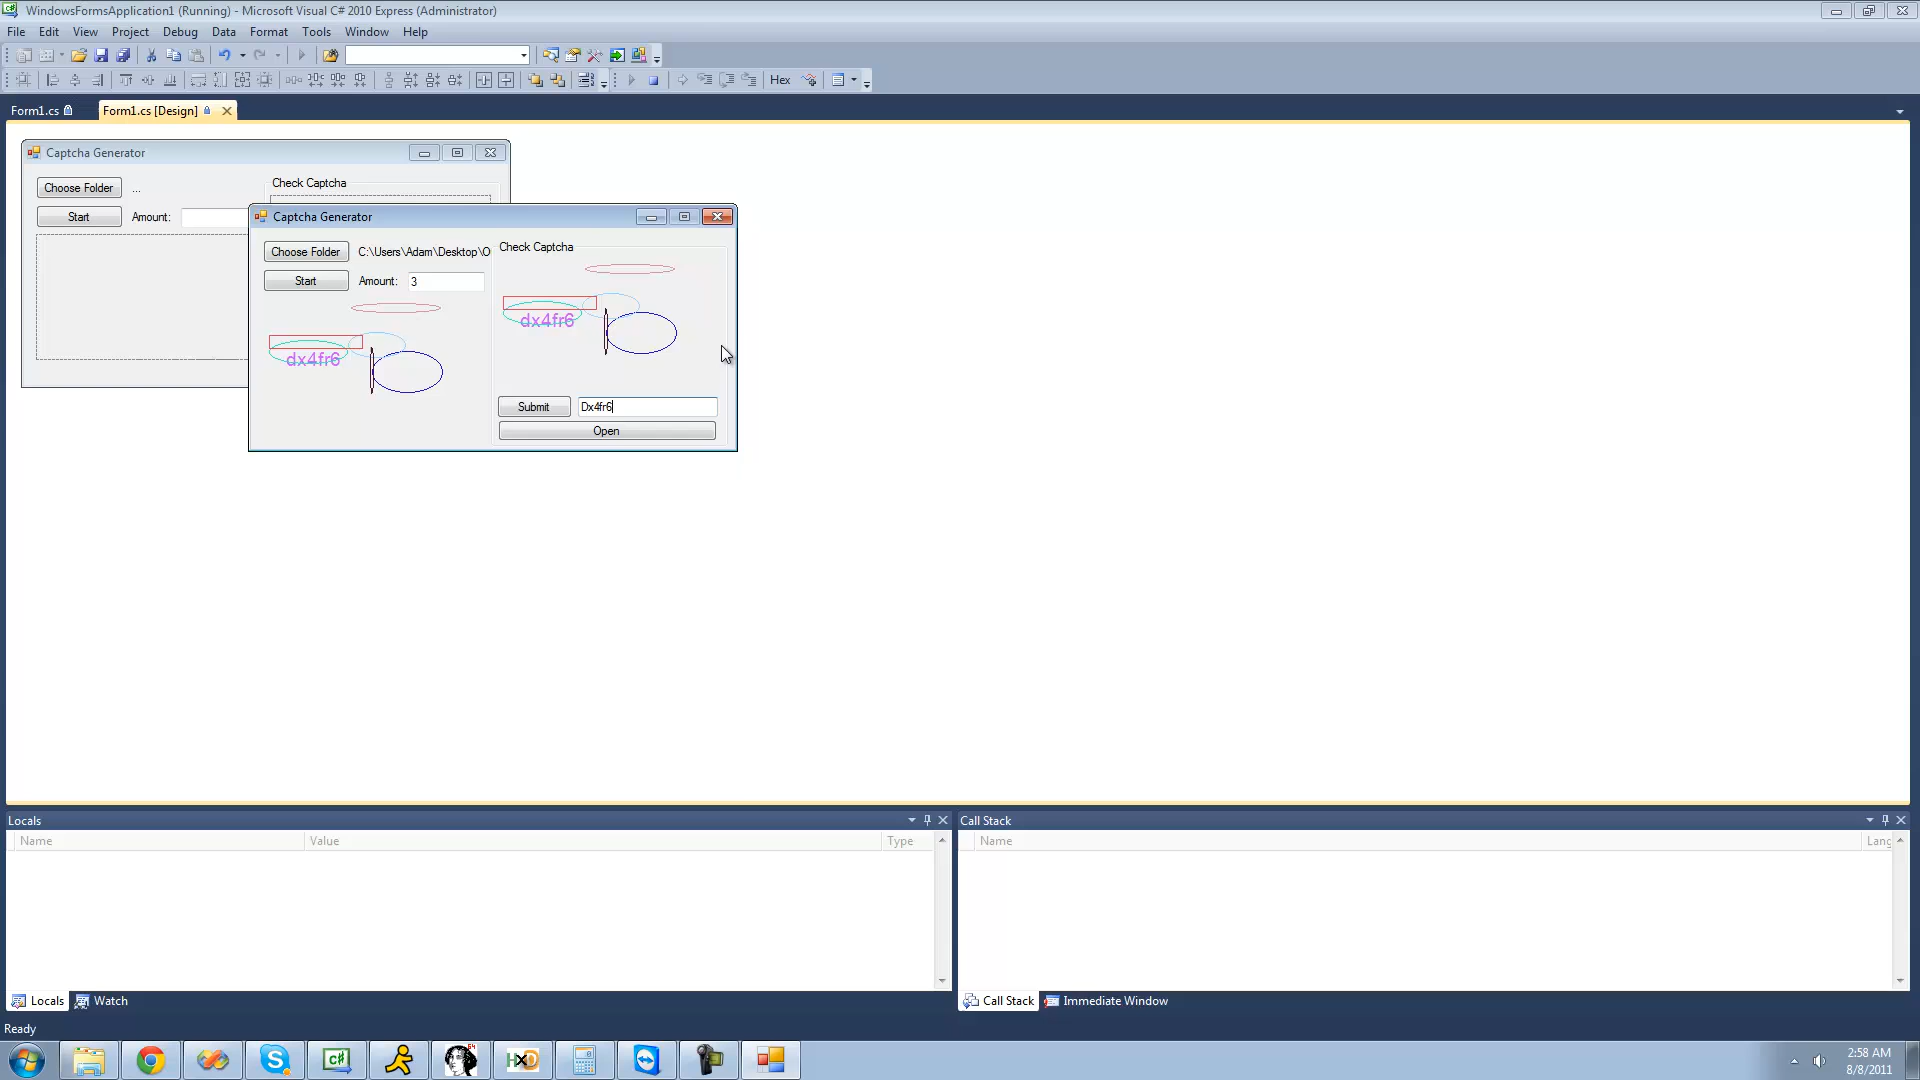 WindowsFormsApplication1 (Running) - Microsoft Visual C# 2010 Express (Administrator)
File Edit View Project Debug Data Format Tools Window Help
Hex
Form1.cs Form1.cs [Design]
Captcha Generator
Choose Folder ... Check Captcha
Start Amount:
Captcha Generator
Choose Folder C:\Users\Adam\Desktop\O Check Captcha
Start Amount: 3
dx4fr6
dx4fr6
Submit Dx4fr6
Open
Locals
Name Value Type
Call Stack
Name Lang
Locals Watch
Call Stack Immediate Window
Ready
2:58 AM
8/8/2011